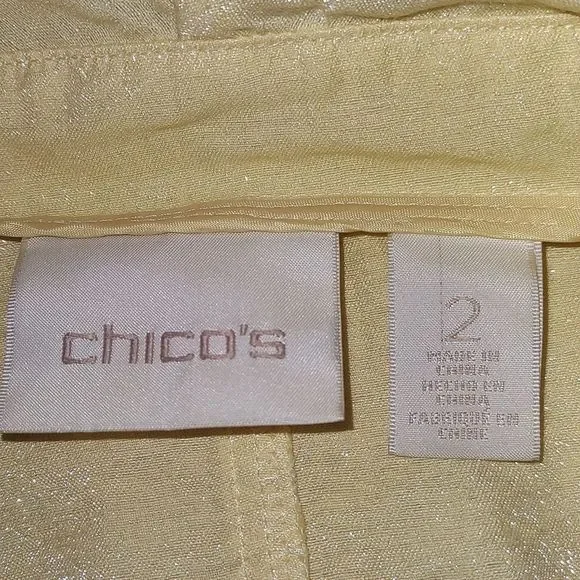 chico's
2
MADE IN
CHINA
HECHO EN
CHINA
FABRIQUÉ EN
CHINE